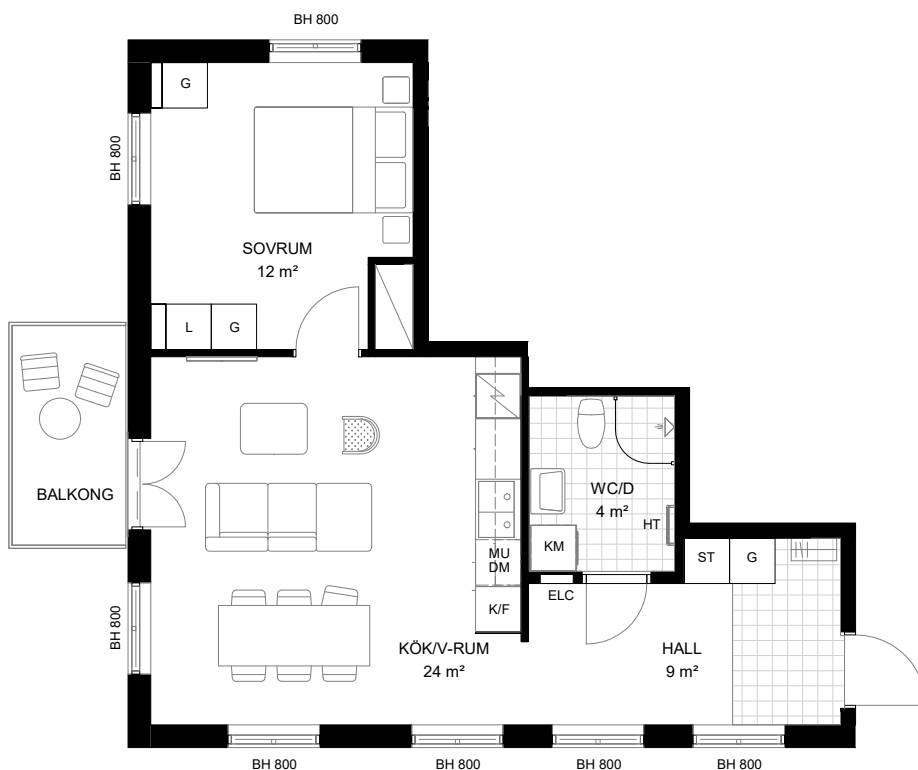 BH 800
G
BH 800
SOVRUM
12 m²
L
G
BALKONG
WC/D
4 m²
HT
KM
MU
DM
K/F
ELC
ST
G
BH 800
KÖK/V-RUM
24 m²
HALL
9 m²
BH 800
BH 800
BH 800
BH 800